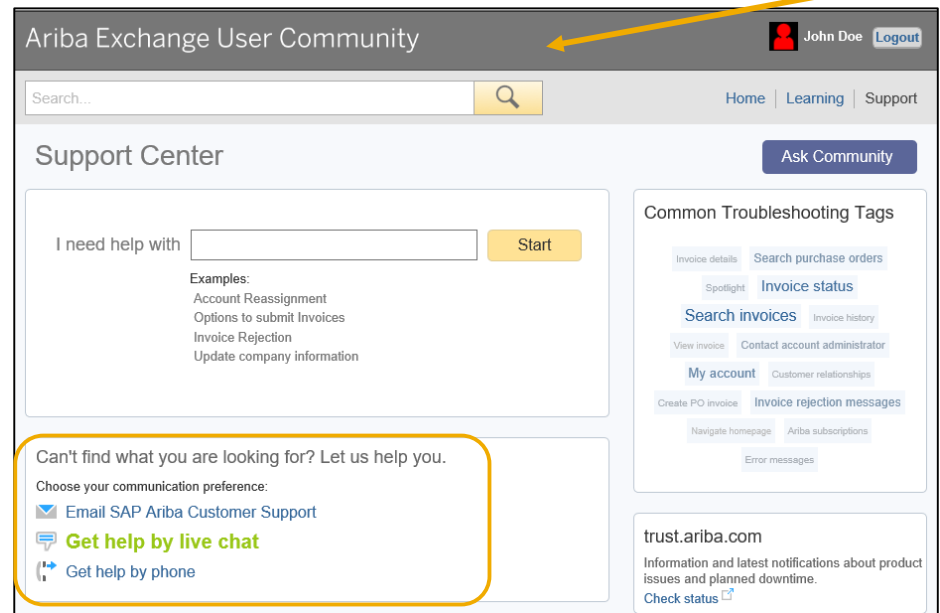 Ariba Exchange User Community
John Doe Logout
Search...
Home | Learning | Support
Support Center
Ask Community
I need help with
Start
Examples:
Account Reassignment
Options to submit Invoices
Invoice Rejection
Update company information
Common Troubleshooting Tags
Invoice details Search purchase orders
Spotlight Invoice status
Search invoices Invoice history
View invoice Contact account administrator
My account Customer relationships
Create PO invoice Invoice rejection messages
Navigate homepage Ariba subscriptions
Error messages
Can't find what you are looking for? Let us help you.
Choose your communication preference:
Email SAP Ariba Customer Support
Get help by live chat
Get help by phone
trust.ariba.com
Information and latest notifications about product
issues and planned downtime.
Check status